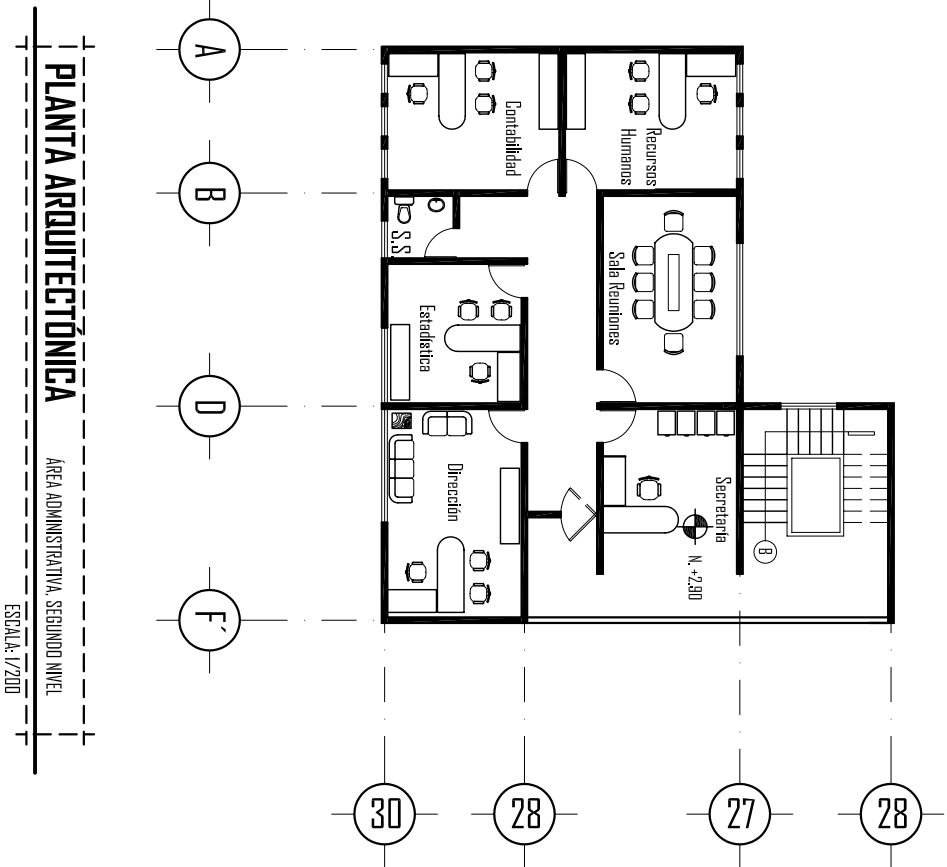 PLANTA ARQUITECTÓNICA
ÁREA ADMINISTRATIVA, SEGUNDO NIVEL
ESCALA: 1/200
A
B
D
F´
Contabilidad
Recursos
Humanos
S.S.
Sala Reuniones
Estadística
Dirección
Secretaría
N. +2.90
B
30
28
27
28